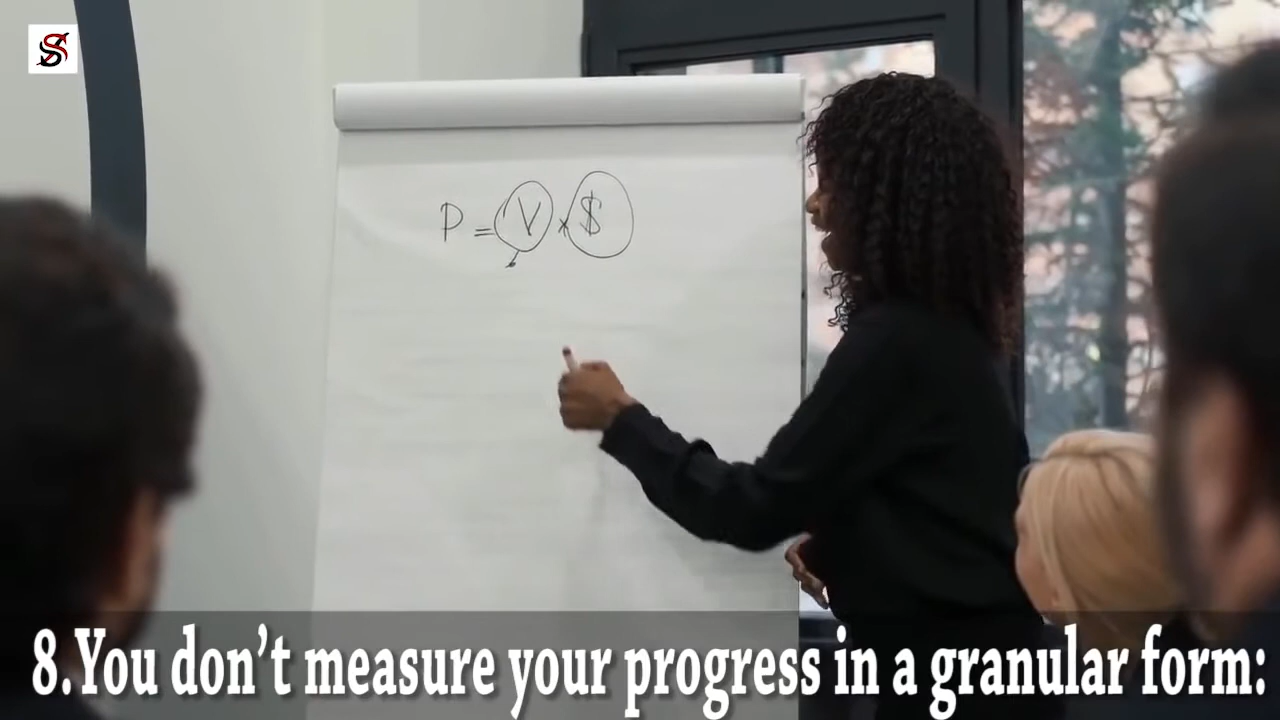 P = V × $
8.You don't measure your progress in a granular form: